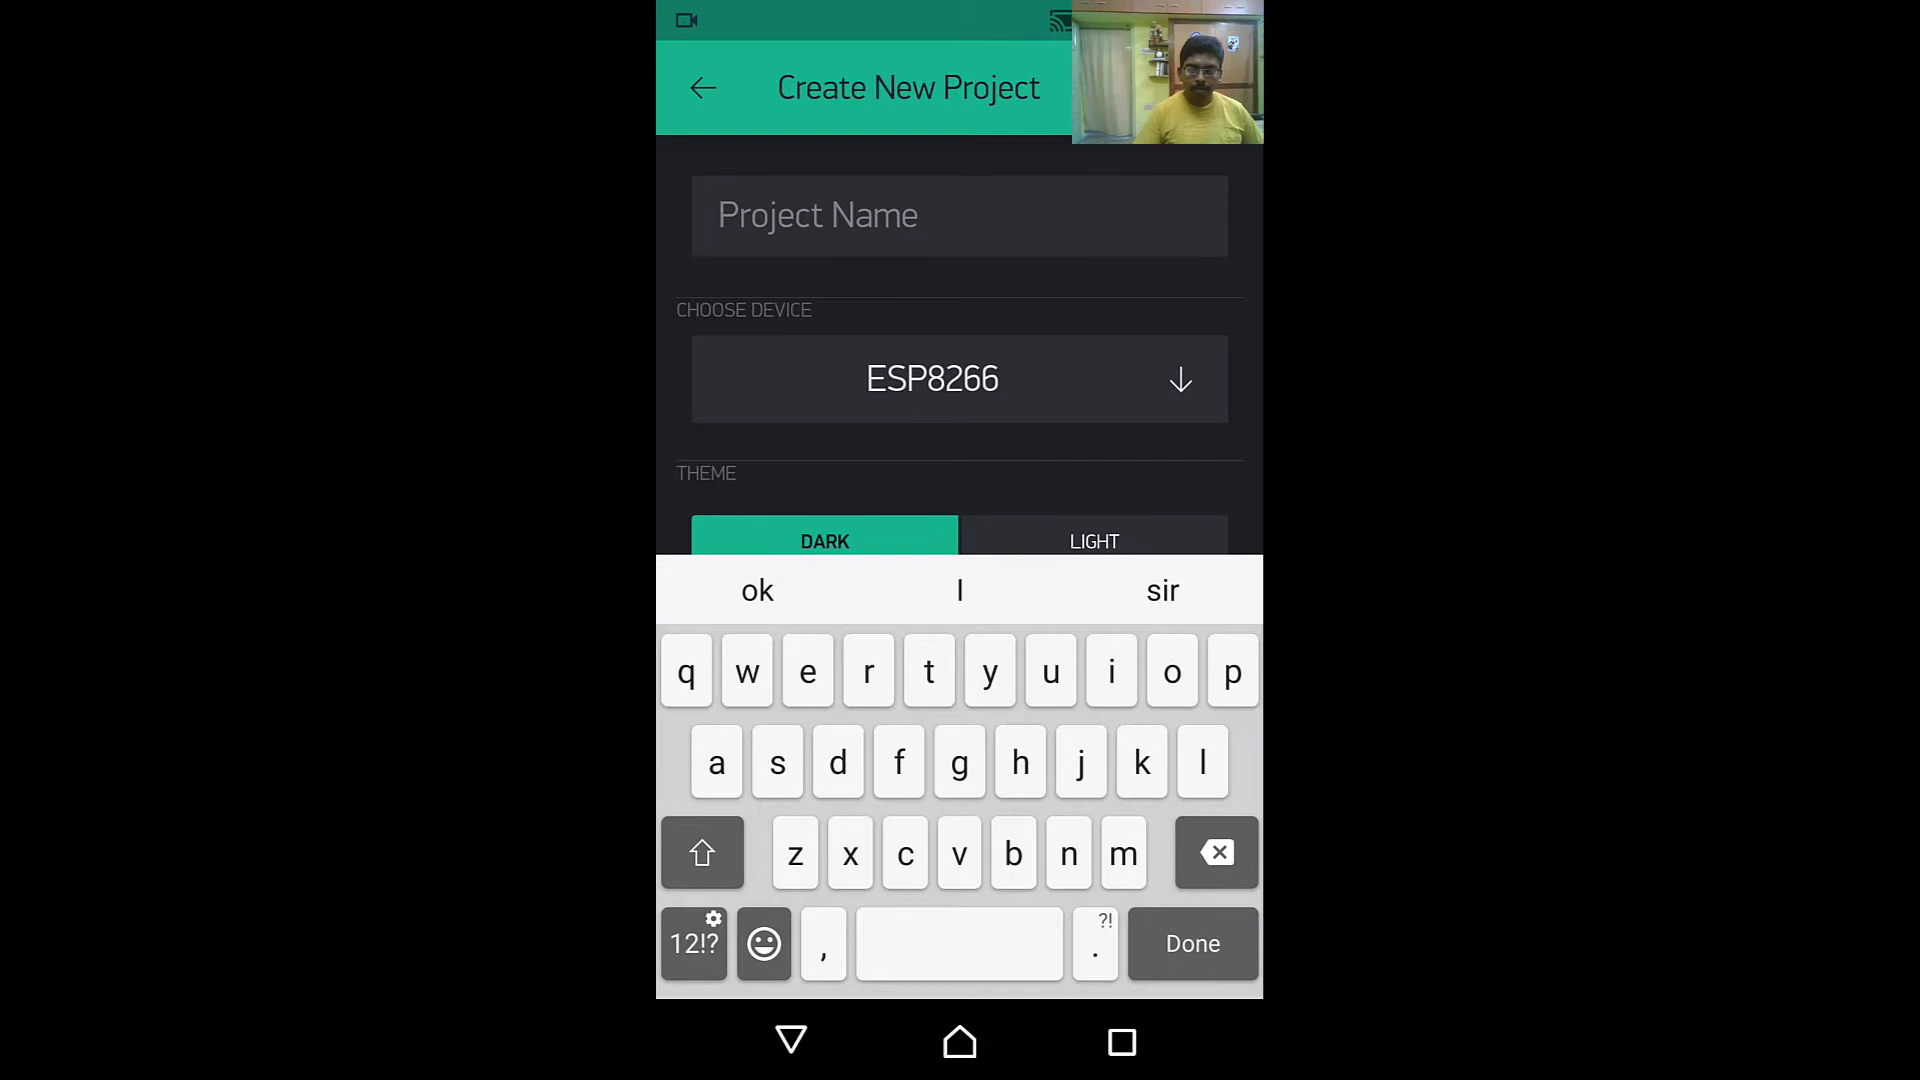 Create New Project
Project Name
CHOOSE DEVICE
ESP8266
THEME
DARK LIGHT
ok I sir
q w e r t y u i o p
a s d f g h j k l
z x c v b n m
12!? , ?! . Done